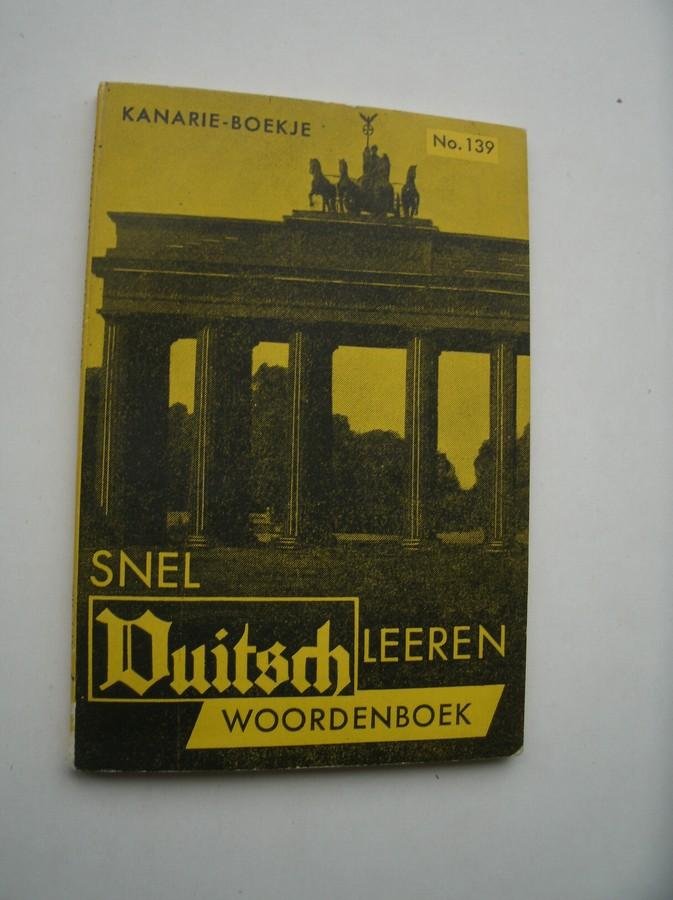 KANARIE-BOEKJE
No. 139
SNEL
Duitsch LEEREN
WOORDENBOEK